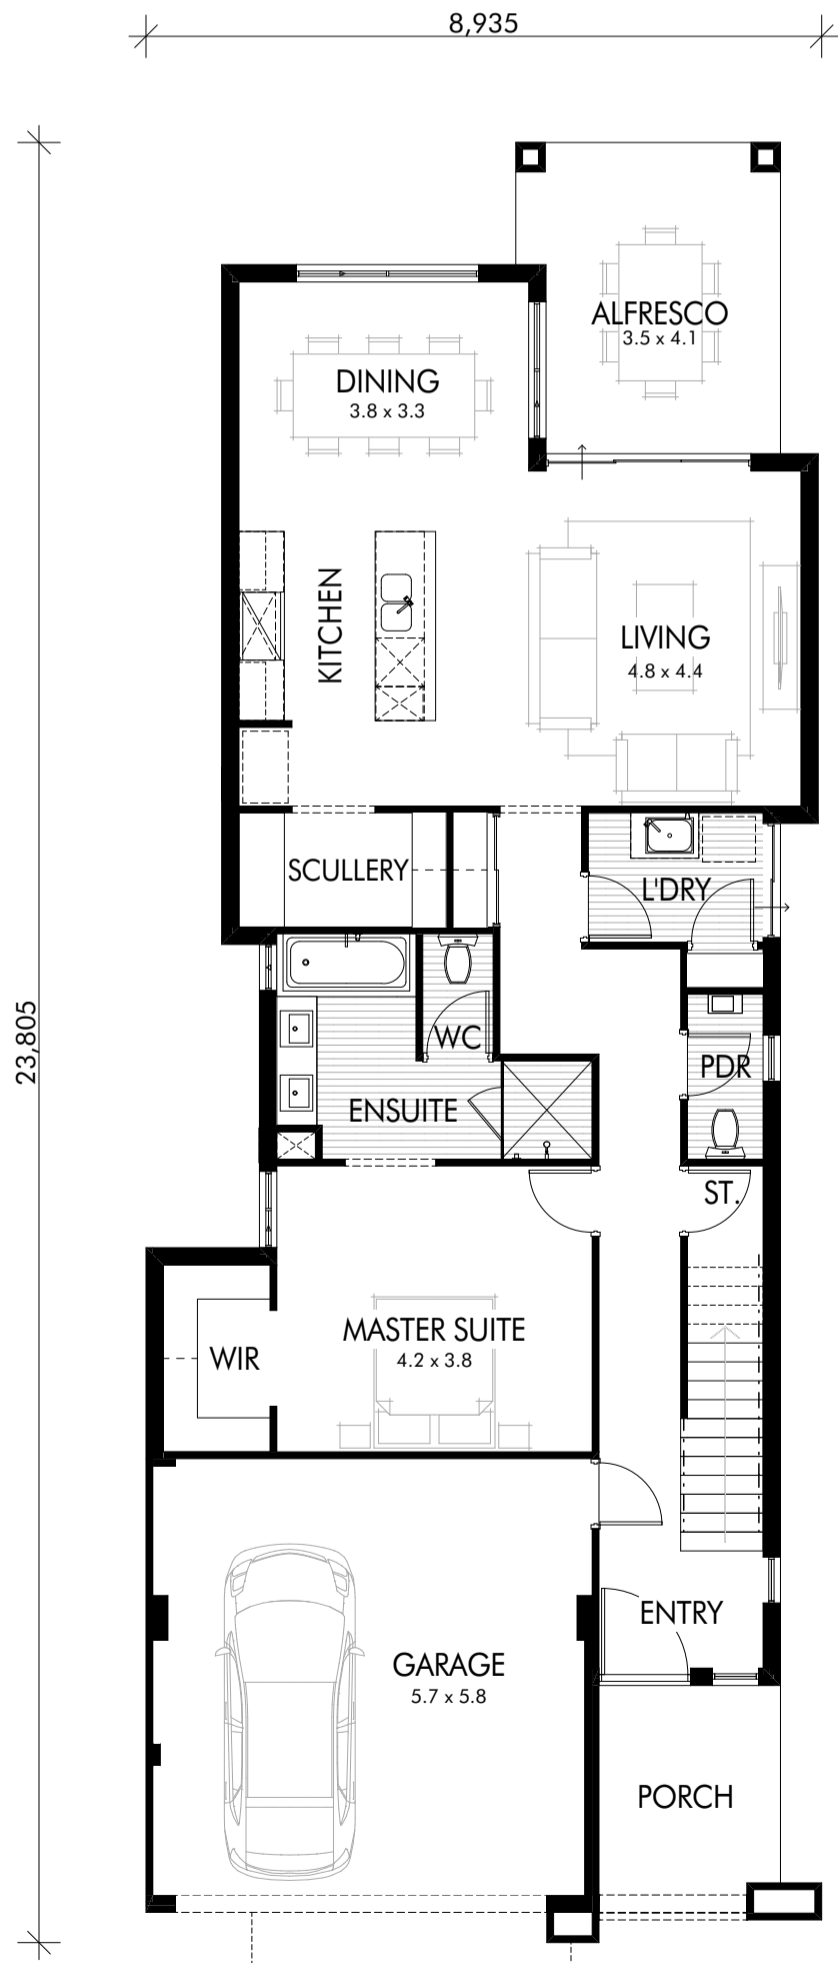 8,935
ALFRESCO
3.5 x 4.1
DINING
3.8 x 3.3
KITCHEN
LIVING
4.8 x 4.4
SCULLERY
L'DRY
23,805
WC
PDR
ENSUITE
ST.
MASTER SUITE
4.2 x 3.8
WIR
ENTRY
GARAGE
5.7 x 5.8
PORCH